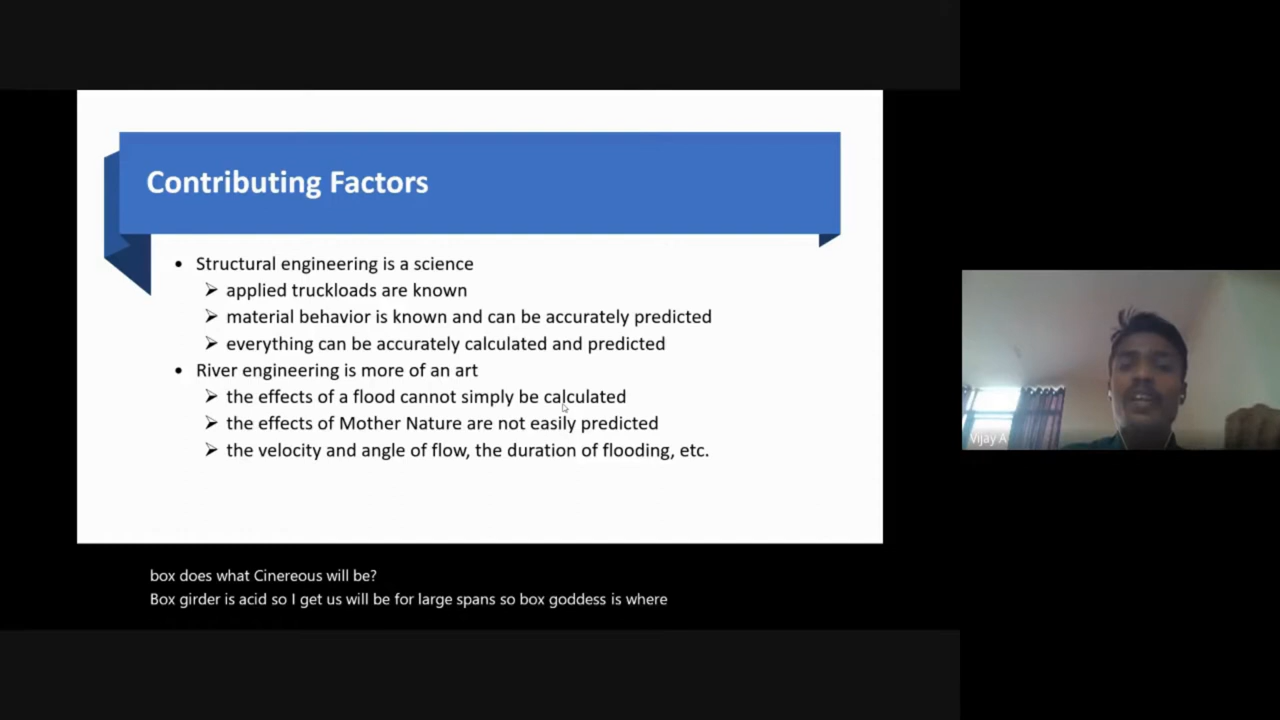 Contributing Factors
• Structural engineering is a science
➢ applied truckloads are known
➢ material behavior is known and can be accurately predicted
➢ everything can be accurately calculated and predicted
• River engineering is more of an art
➢ the effects of a flood cannot simply be calculated
➢ the effects of Mother Nature are not easily predicted
➢ the velocity and angle of flow, the duration of flooding, etc.
Vijay A
box does what Cinereous will be?
Box girder is acid so I get us will be for large spans so box goddess is where